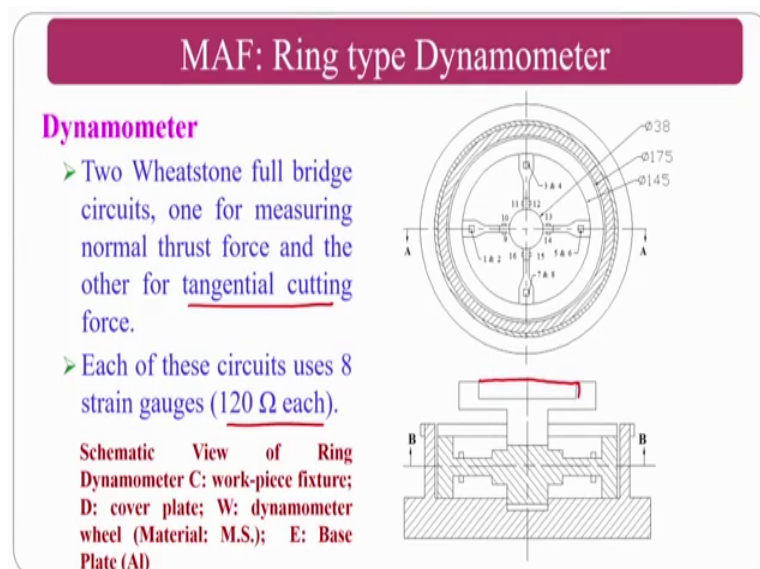 MAF: Ring type Dynamometer
Dynamometer
Two Wheatstone full bridge
circuits, one for measuring
normal thrust force and the
other for tangential cutting
force.
Each of these circuits uses 8
strain gauges (120 Ω each).
Schematic View of Ring
Dynamometer C: work-piece fixture;
D: cover plate; W: dynamometer
wheel (Material: M.S.); E: Base
Plate (Al)
Ø38
Ø175
Ø145
3 & 4
11 12
10 13
9 14
1 & 2
16 15
5 & 6
7 & 8
A A
B B